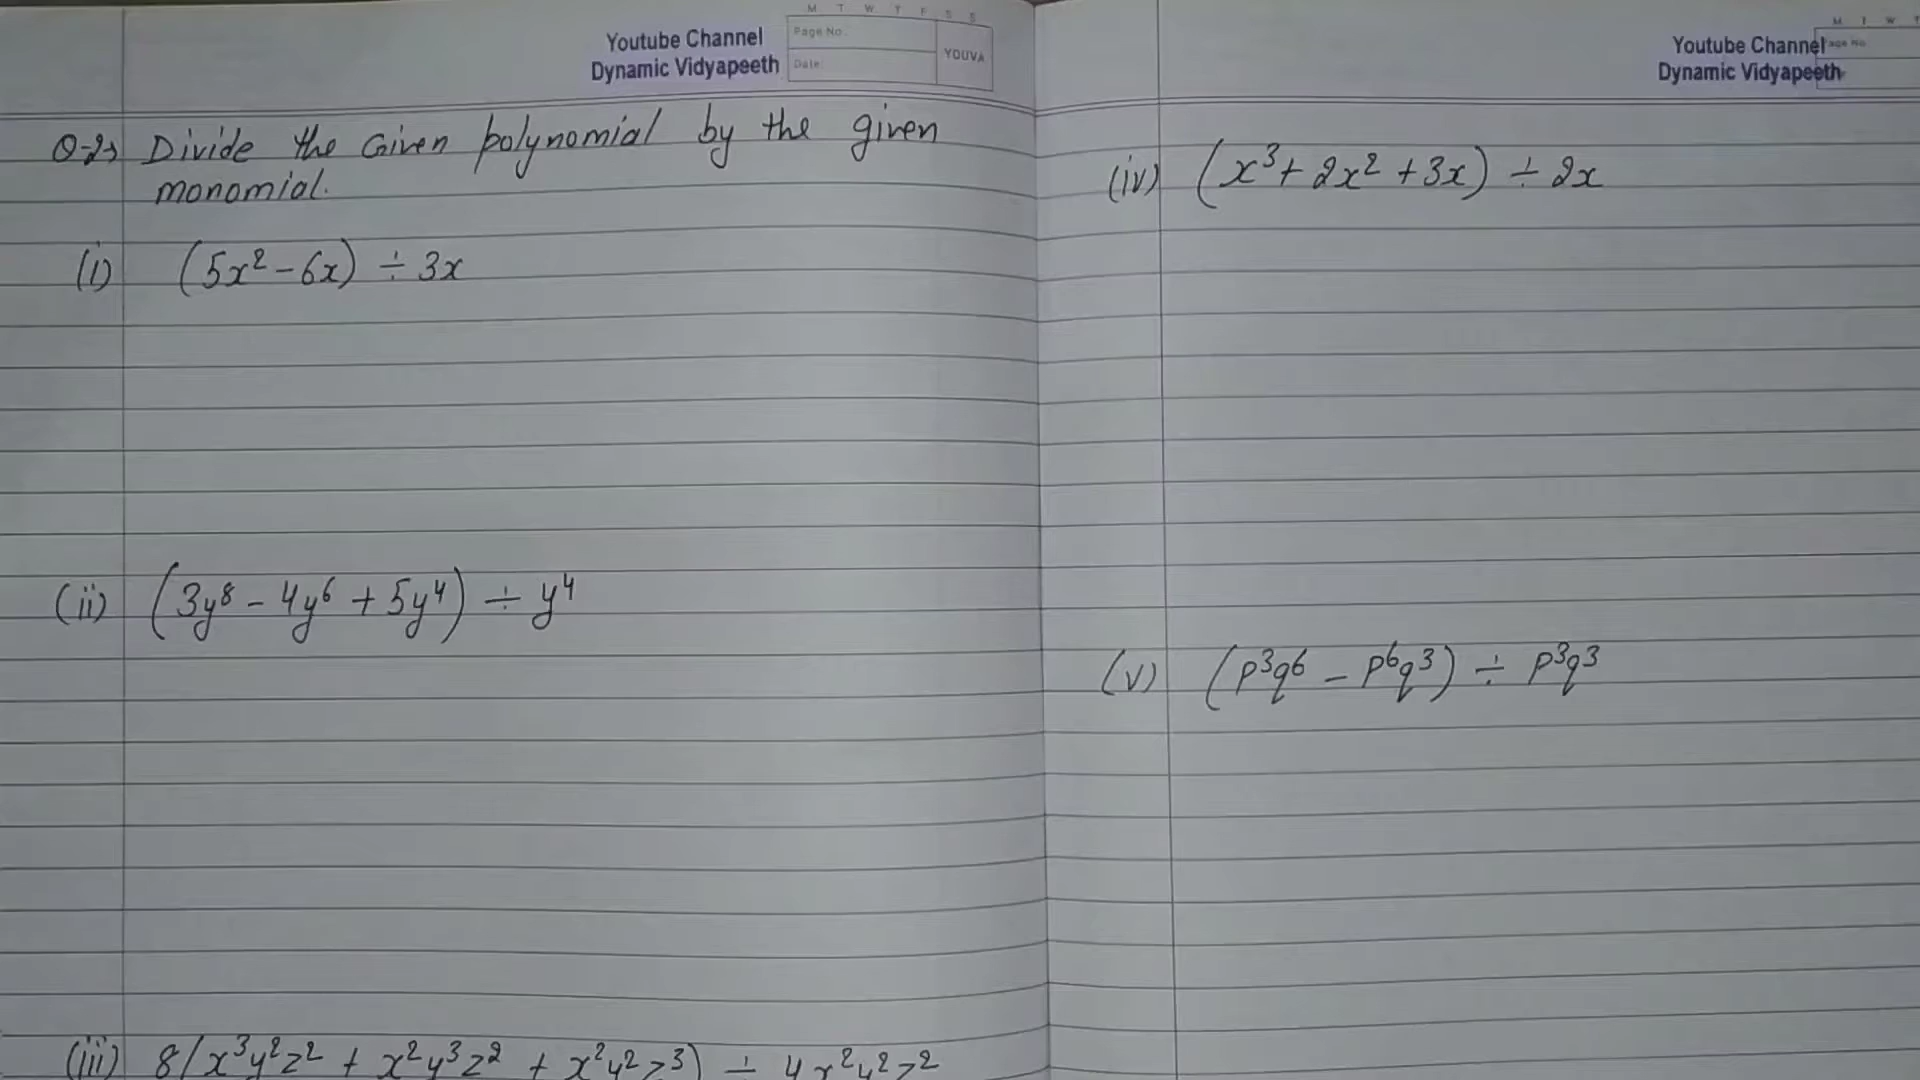 M T W T F S S
Youtube Channel
Dynamic Vidyapeeth
Page No.
Date:
YOUVA
Q-2) Divide the Given polynomial by the given
monomial.
(i) (5x² - 6x) ÷ 3x
(ii) (3y⁸ - 4y⁶ + 5y⁴) ÷ y⁴
(iii) 8(x³y²z² + x²y³z² + x²y²z³) ÷ 4x²y²z²
M T W T
Youtube Channel
Dynamic Vidyapeeth
Page No
(iv) (x³ + 2x² + 3x) ÷ 2x
(v) (p³q⁶ - p⁶q³) ÷ p³q³